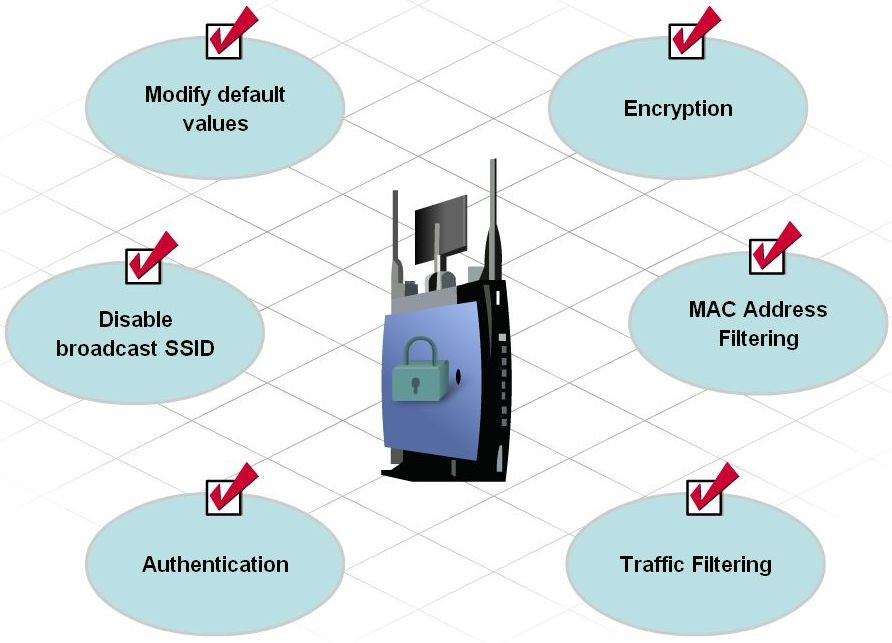 Modify default
values
Encryption
Disable
broadcast SSID
MAC Address
Filtering
Authentication
Traffic Filtering